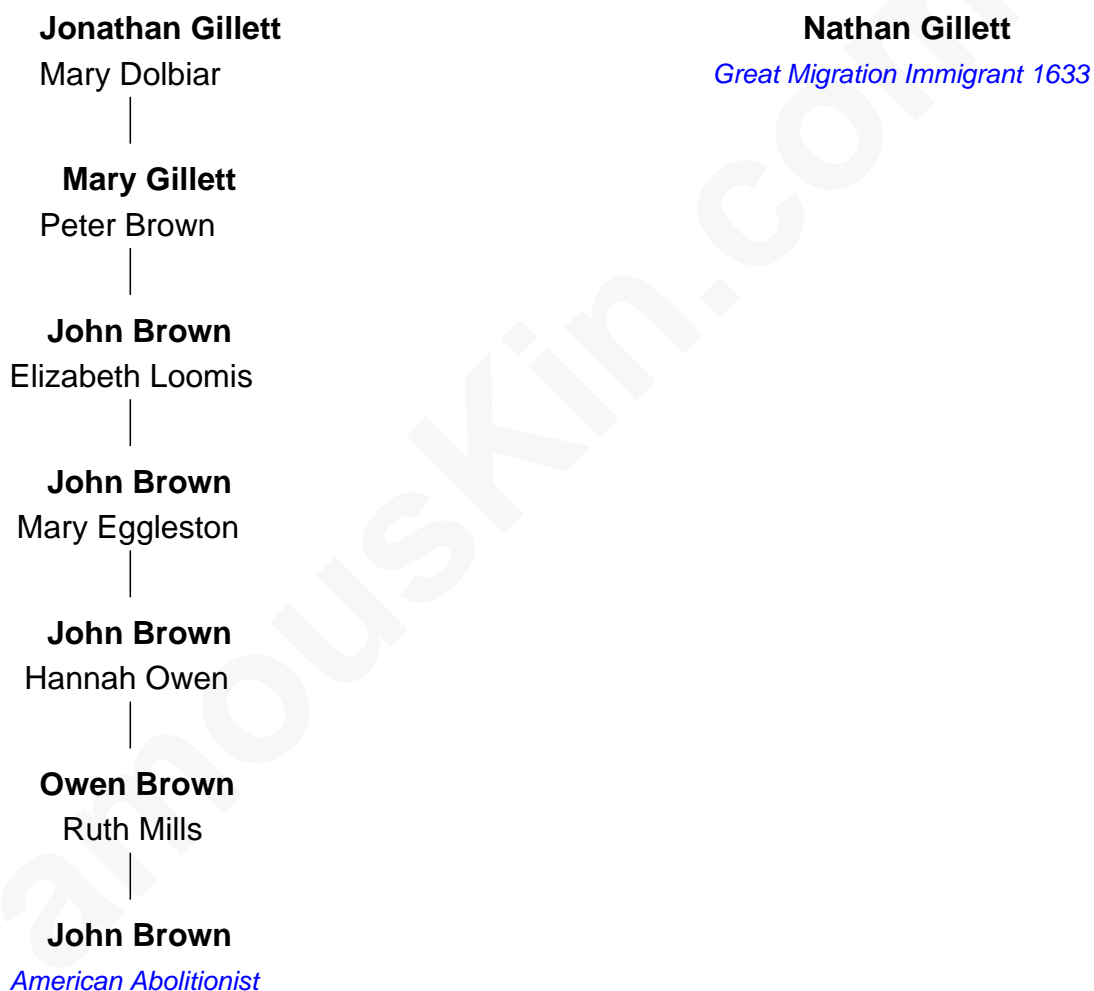 Jonathan Gillett
Mary Dolbiar
Nathan Gillett
Great Migration Immigrant 1633
Mary Gillett
Peter Brown
John Brown
Elizabeth Loomis
John Brown
Mary Eggleston
John Brown
Hannah Owen
Owen Brown
Ruth Mills
John Brown
American Abolitionist
amouskin.com